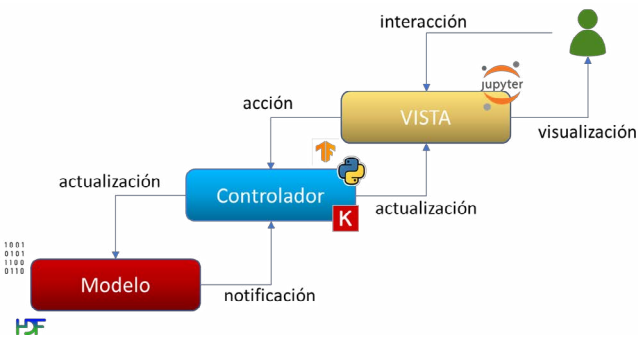 interacción
jupyter
VISTA
acción
visualización
actualización
Controlador
actualización
K
1001
0101
1100
0110
Modelo
notificación
HDF